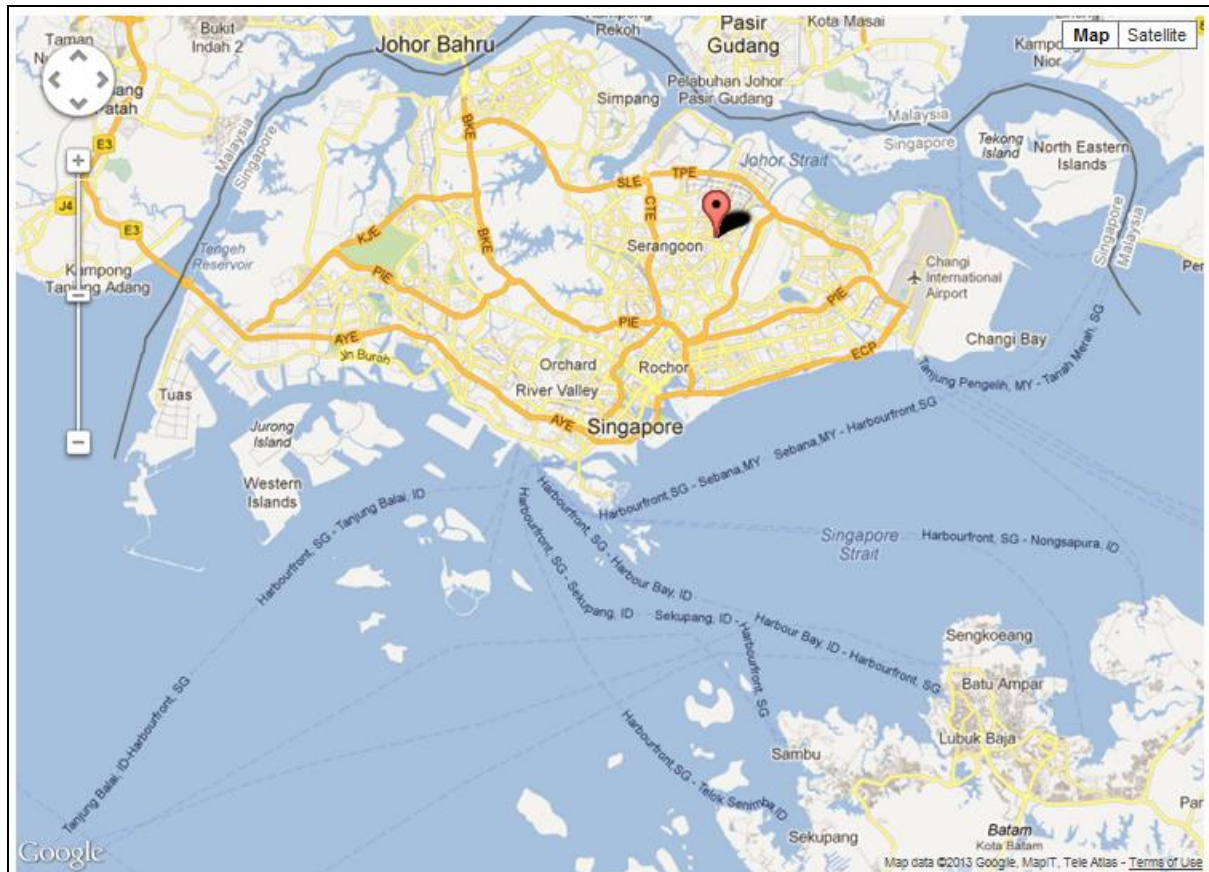 Bukit
Indah 2
Johor Bahru
Rekoh
Pasir
Gudang
Kota Masai
Map
Satellite
Taman
Patah
Kampong
Nior
Pelabuhan Johor
Pasir Gudang
Simpang
E3
BKE
Malaysia
Singapore
Malaysia
Singapore
Johor Strait
Tekong
Island
North Eastern
Islands
SLE
TPE
CTE
J4
E3
KJE
BKE
Serangoon
Singapore
Malaysia
Tengeh
Reservoir
Kampong
Tanjung Adang
PIE
Changi
International
Airport
PIE
PIE
AYE
Jln Buroh
ECP
Changi Bay
Orchard
Rochor
River Valley
Tuas
AYE
Singapore
Tanjung Pengelih, MY - Tanah Merah, SG
Jurong
Island
Western
Islands
Harbourfront,SG - Sebana,MY
Sebana,MY - Harbourfront,SG
Harbourfront, SG - Tanjung Balai, ID
Harbourfront, SG - Harbour Bay, ID
Harbourfront, SG - Sekupang, ID
Singapore
Strait
Harbourfront, SG - Nongsapura, ID
Sekupang, ID - Harbourfront, SG
Harbour Bay, ID - Harbourfront, SG
Sengkoeang
Batu Ampar
Lubuk Baja
Tanjung Balai, ID-Harbourfront, SG
Harbourfront,SG - Telok Senimba,ID
Sambu
Sekupang
Batam
Kota Batam
Google
Map data ©2013 Google, MapIT, Tele Atlas - Terms of Use